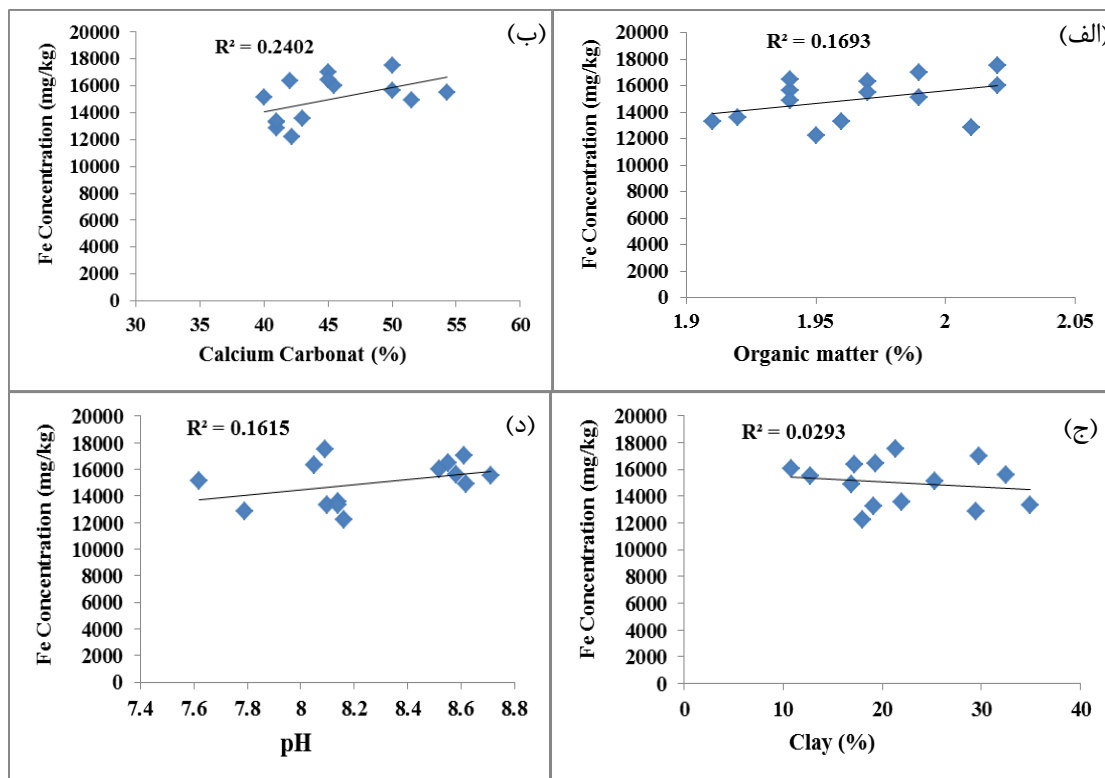 (الف)
R² = 0.1693
Fe Concentration (mg/kg)
20000
18000
16000
14000
12000
10000
8000
6000
4000
2000
0
1.9 1.95 2 2.05
Organic matter (%)
(ب)
R² = 0.2402
Fe Concentration (mg/kg)
20000
18000
16000
14000
12000
10000
8000
6000
4000
2000
0
30 35 40 45 50 55 60
Calcium Carbonat (%)
(ج)
R² = 0.0293
Fe Concentration (mg/kg)
20000
18000
16000
14000
12000
10000
8000
6000
4000
2000
0
0 10 20 30 40
Clay (%)
(د)
R² = 0.1615
Fe Concentration (mg/kg)
20000
18000
16000
14000
12000
10000
8000
6000
4000
2000
0
7.4 7.6 7.8 8 8.2 8.4 8.6 8.8
pH